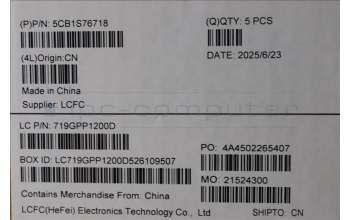 (P)P/N: 5CB1S76718
(Q)QTY: 5 PCS
(4L)Origin:CN
DATE: 2025/6/23
Made in China
Supplier: LCFC
LC P/N: 719GPP1200D
PO: 4A4502265407
BOX ID: LC719GPP1200D526109507
MO: 21524300
Contains Merchandise From: China
LCFC(HeFei) Electronics Technology Co., Ltd
SHIPTO: CN